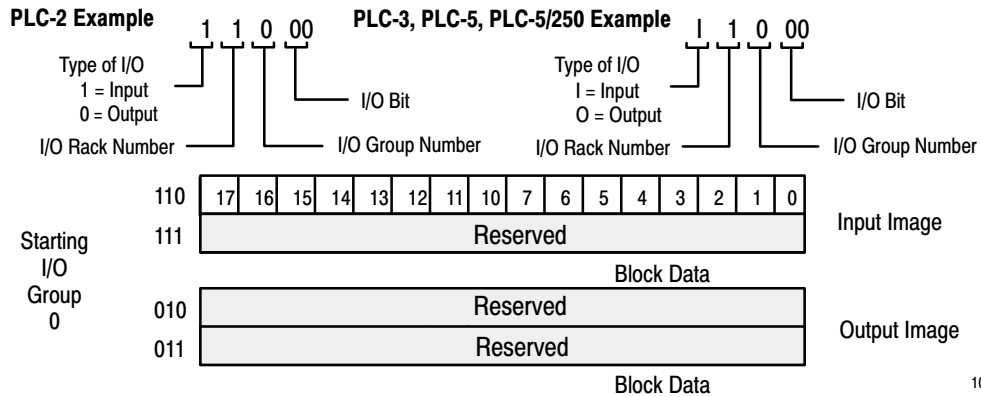 PLC-2 Example
1 1 0 00
PLC-3, PLC-5, PLC-5/250 Example
I 1 0 00
Type of I/O
1 = Input
0 = Output
I/O Bit
I/O Rack Number
I/O Group Number
Type of I/O
I = Input
O = Output
I/O Bit
I/O Rack Number
I/O Group Number
110 17 16 15 14 13 12 11 10 7 6 5 4 3 2 1 0
Input Image
111 Reserved
Block Data
Starting
I/O
Group
0
010 Reserved
Output Image
011 Reserved
Block Data